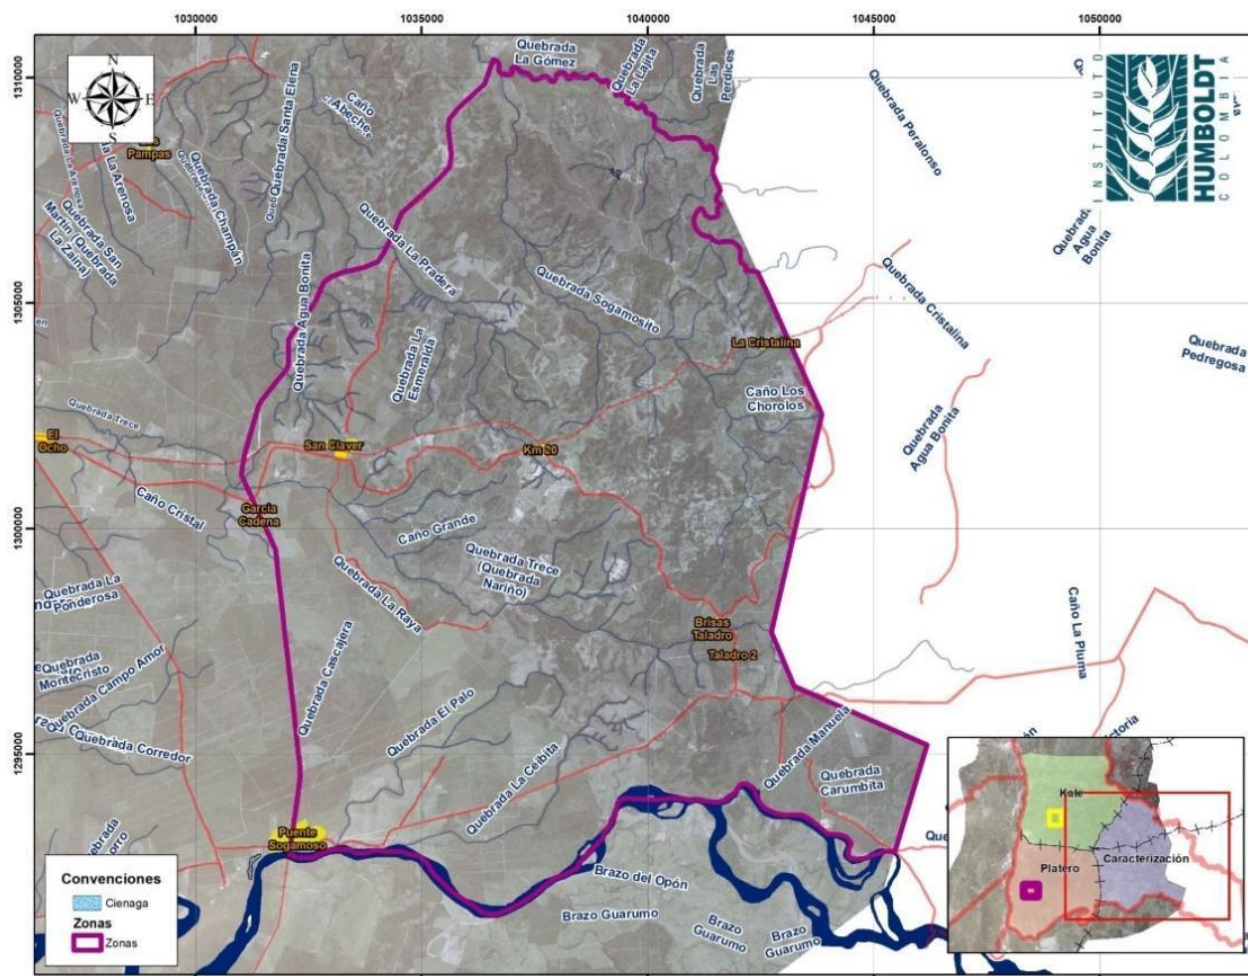 1030000
1035000
1040000
1045000
1050000
1310000
1305000
1300000
1295000
N
W
E
S
INSTITUTO
HUMBOLDT
COLOMBIA
Quebrada
La Gómez
Quebrada
La Lajita
Quebrada
Las
Perdices
Quebrada Peralonso
Quebrada Santa Elena
Caño
Abeche
Pampas
Quebrada La Arenosa
La Arenosa
Quebrada Champán
Quebrada San
Martín (Quebrada
La Zaina)
Quebrada La Pradera
Quebrada Agua Bonita
Quebrada Sogamosito
Quebrada
Agua
Bonita
Quebrada Cristalina
Quebrada
Pedregosa
La Cristalina
Quebrada La
Esmeralda
Caño Los
Chorolos
Quebrada
Agua Bonita
Quebrada Trece
El
Ocho
San Claver
Km 20
García
Cadena
Caño Cristal
Caño Grande
Quebrada Trece
(Quebrada
Nariño)
Quebrada La
Ponderosa
Quebrada La Raya
Brisas
Taladro
Taladro 2
Caño La Pluma
Quebrada
Montecristo
Quebrada Campo Amor
Quebrada Corredor
Quebrada Cascajera
Quebrada El Palo
Quebrada La Ceibita
Quebrada Manuela
Quebrada
Carumbita
Puente
Sogamoso
Brazo del Opón
Brazo Guarumo
Brazo
Guarumo
Brazo
Guarumo
Convenciones
Cienaga
Zonas
Zonas
Kale
Platero
Caracterización